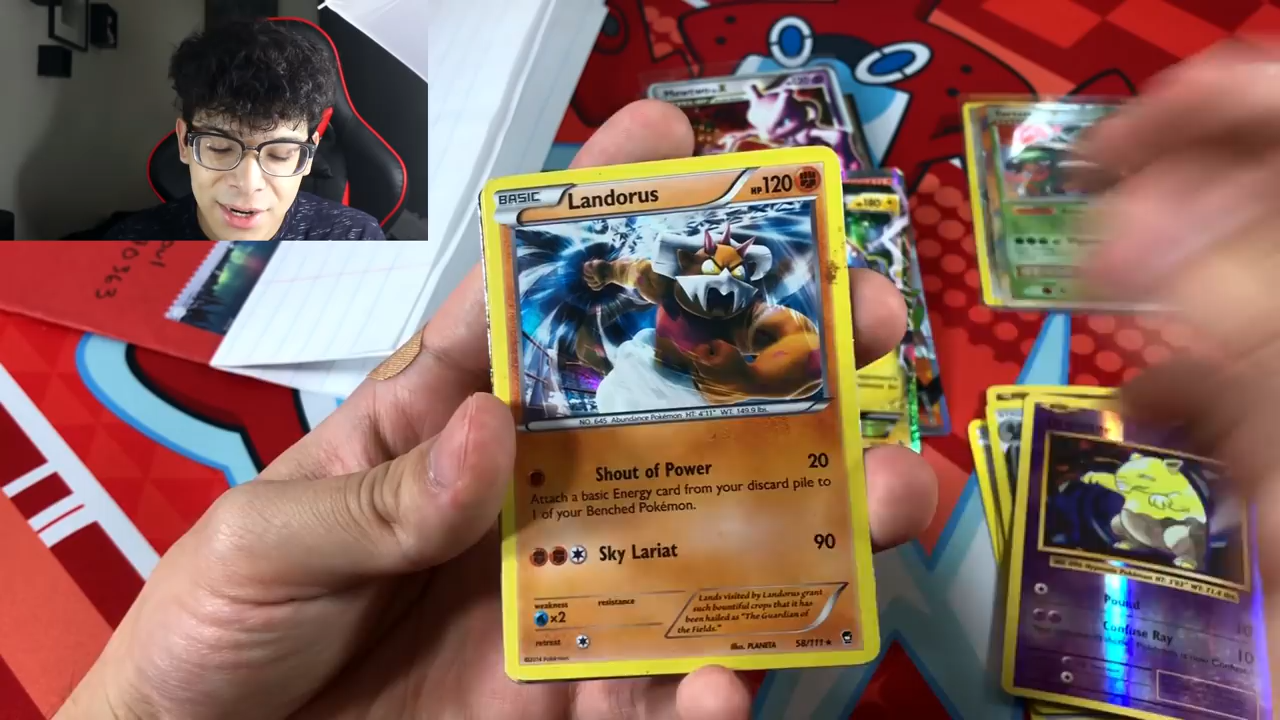 BASIC Landorus HP 120
NO. 645 Abundance Pokémon HT: 4'11" WT: 149.9 lbs.
Shout of Power 20
Attach a basic Energy card from your discard pile to
1 of your Benched Pokémon.
Sky Lariat 90
weakness resistance
×2
retreat
Lands visited by Landorus grant
such bountiful crops that it has
been hailed as "The Guardian of
the Fields."
Illus. PLANETA 58/111
©2014 Pokémon
180
Pound 10
Confuse Ray 10